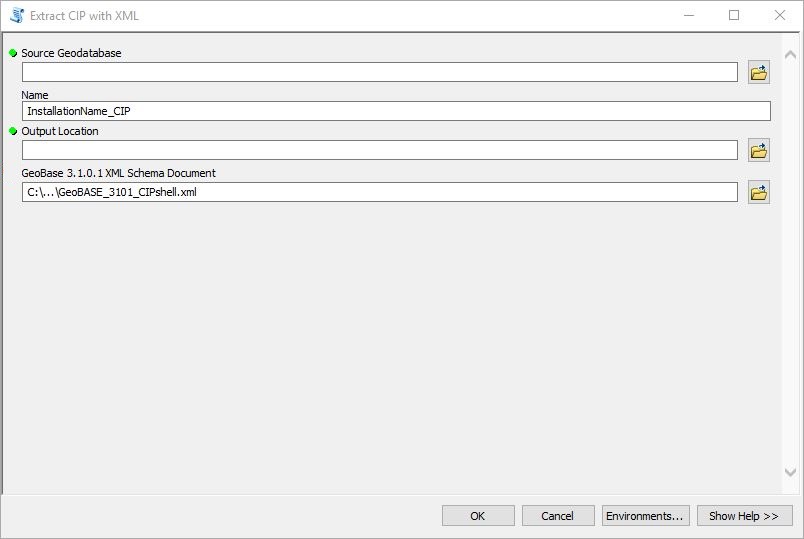 Extract CIP with XML
Source Geodatabase
Name
InstallationName_CIP
Output Location
GeoBase 3.1.0.1 XML Schema Document
C:\...\GeoBASE_3101_CIPshell.xml
OK
Cancel
Environments...
Show Help >>